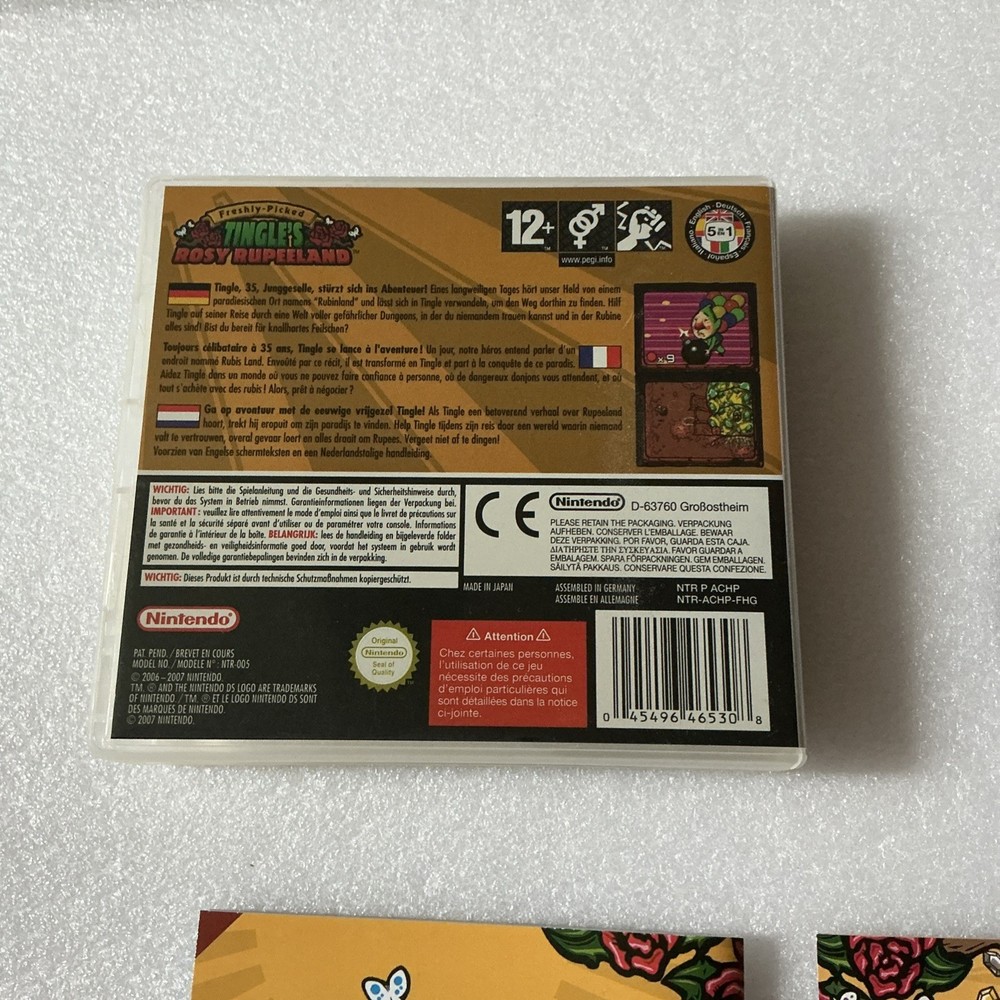 Freshly-Picked
TINGLE'S
ROSY RUPEELAND™
12+™
www.pegi.info
English · Deutsch · Français · Español · Italiano
5 in 1
Tingle, 35, Junggeselle, stürzt sich ins Abenteuer! Eines langweiligen Tages hört unser Held von einem
paradiesischen Ort namens "Rubinland" und lässt sich in Tingle verwandeln, um den Weg dorthin zu finden. Hilf
Tingle auf seiner Reise durch eine Welt voller gefährlicher Dungeons, in der du niemandem trauen kannst und in der Rubine
alles sind! Bist du bereit für knallhartes Feilschen?
Toujours célibataire à 35 ans, Tingle se lance à l'aventure ! Un jour, notre héros entend parler d'un
endroit nommé Rubis Land. Envoûté par ce récit, il est transformé en Tingle et part à la conquête de ce paradis.
Aidez Tingle dans un monde où vous ne pouvez faire confiance à personne, où de dangereux donjons vous attendent, et où
tout s'achète avec des rubis ! Alors, prêt à négocier ?
Ga op avontuur met de eeuwige vrijgezel Tingle! Als Tingle een betoverend verhaal over Rupeeland
hoort, trekt hij eropuit om zijn paradijs te vinden. Help Tingle tijdens zijn reis door een wereld waarin niemand
valt te vertrouwen, overal gevaar loert en alles draait om Rupees. Vergeet niet af te dingen!
Voorzien van Engelse schermteksten en een Nederlandstalige handleiding.
x9
WICHTIG: Lies bitte die Spielanleitung und die Gesundheits- und Sicherheitshinweise durch,
bevor du das System in Betrieb nimmst. Garantieinformationen liegen der Verpackung bei.
IMPORTANT : veuillez lire attentivement le mode d'emploi ainsi que le livret de précautions sur
la santé et la sécurité séparé avant d'utiliser ou de paramétrer votre console. Informations
de garantie à l'intérieure de la boîte. BELANGRIJK: lees de handleiding en bijgeleverde folder
met gezondheids- en veiligheidsinformatie goed door, voordat het systeem in gebruik wordt
genomen. De volledige garantiebepalingen bevinden zich in de verpakking.
WICHTIG: Dieses Produkt ist durch technische Schutzmaßnahmen kopiergeschützt.
CE
Nintendo® D-63760 Großostheim
PLEASE RETAIN THE PACKAGING. VERPACKUNG
AUFHEBEN. CONSERVER L'EMBALLAGE. BEWAAR
DEZE VERPAKKING. POR FAVOR, GUARDA ESTA CAJA.
ΔΙΑΤΗΡΗΣΤΕ ΤΗΝ ΣΥΣΚΕΥΑΣΙΑ. FAVOR GUARDAR A
EMBALAGEM. SPARA FÖRPACKNINGEN. GEM EMBALLAGEN.
SÄILYTÄ PAKKAUS. CONSERVARE QUESTA CONFEZIONE.
MADE IN JAPAN
ASSEMBLED IN GERMANY
ASSEMBLE EN ALLEMAGNE
NTR P ACHP
NTR-ACHP-FHG
Nintendo®
PAT. PEND. / BREVET EN COURS
MODEL NO. / MODELE N° : NTR-005
© 2006 – 2007 NINTENDO.
TM, ® AND THE NINTENDO DS LOGO ARE TRADEMARKS
OF NINTENDO. / TM, ® ET LE LOGO NINTENDO DS SONT
DES MARQUES DE NINTENDO.
© 2007 NINTENDO.
Original
Nintendo
Seal of
Quality
⚠ Attention ⚠
Chez certaines personnes,
l'utilisation de ce jeu
nécessite des précautions
d'emploi particulières qui
sont détaillées dans la notice
ci-jointe.
0 45496 46530 8